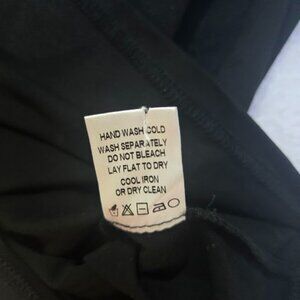 HAND WASH COLD
WASH SEPARATELY
DO NOT BLEACH
LAY FLAT TO DRY
COOL IRON
OR DRY CLEAN